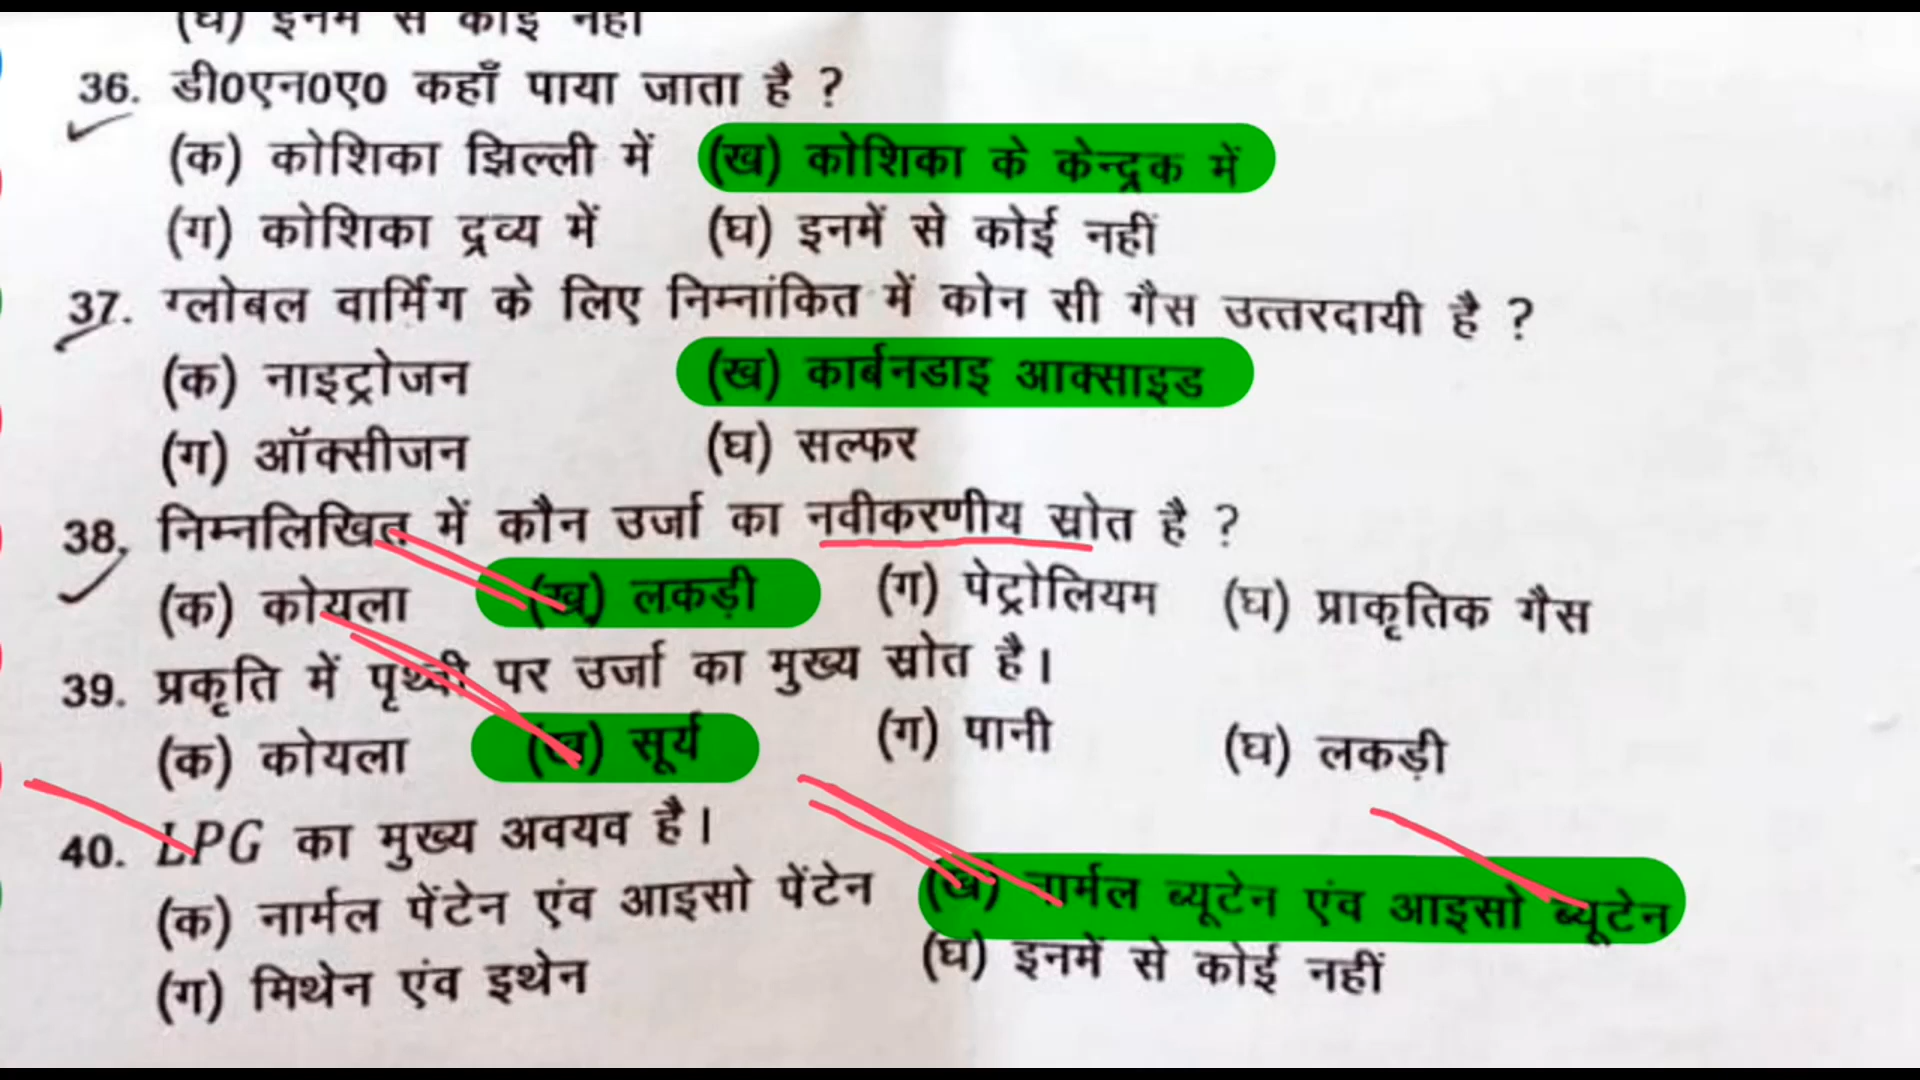 (घ) इनमें से कोई नहीं
36. डी0एन0ए0 कहाँ पाया जाता है ?
(क) कोशिका झिल्ली में (ख) कोशिका के केन्द्रक में
(ग) कोशिका द्रव्य में (घ) इनमें से कोई नहीं
37. ग्लोबल वार्मिग के लिए निम्नांकित में कोन सी गैस उत्तरदायी है ?
(क) नाइट्रोजन (ख) कार्बनडाइ आक्साइड
(ग) ऑक्सीजन (घ) सल्फर
38. निम्नलिखित में कौन उर्जा का नवीकरणीय स्रोत है ?
(क) कोयला (ख) लकड़ी (ग) पेट्रोलियम (घ) प्राकृतिक गैस
39. प्रकृति में पृथ्वी पर उर्जा का मुख्य स्रोत है।
(क) कोयला (ख) सूर्य (ग) पानी (घ) लकड़ी
40. LPG का मुख्य अवयव है।
(क) नार्मल पेंटेन एंव आइसो पेंटेन (ख) नार्मल ब्यूटेन एंव आइसो ब्यूटेन
(ग) मिथेन एंव इथेन (घ) इनमें से कोई नहीं